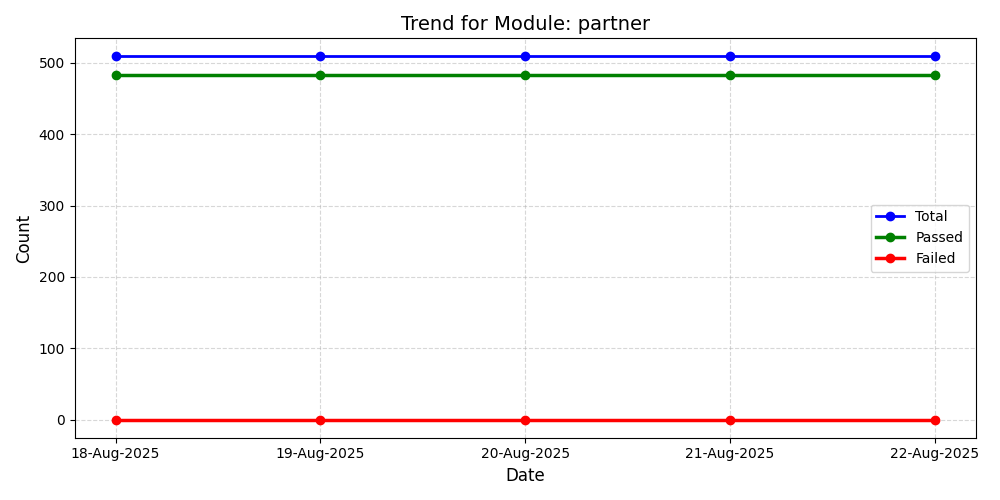 Trend for Module: partner
Count
500
400
300
200
100
0
Total
Passed
Failed
18-Aug-2025 19-Aug-2025 20-Aug-2025 21-Aug-2025 22-Aug-2025
Date